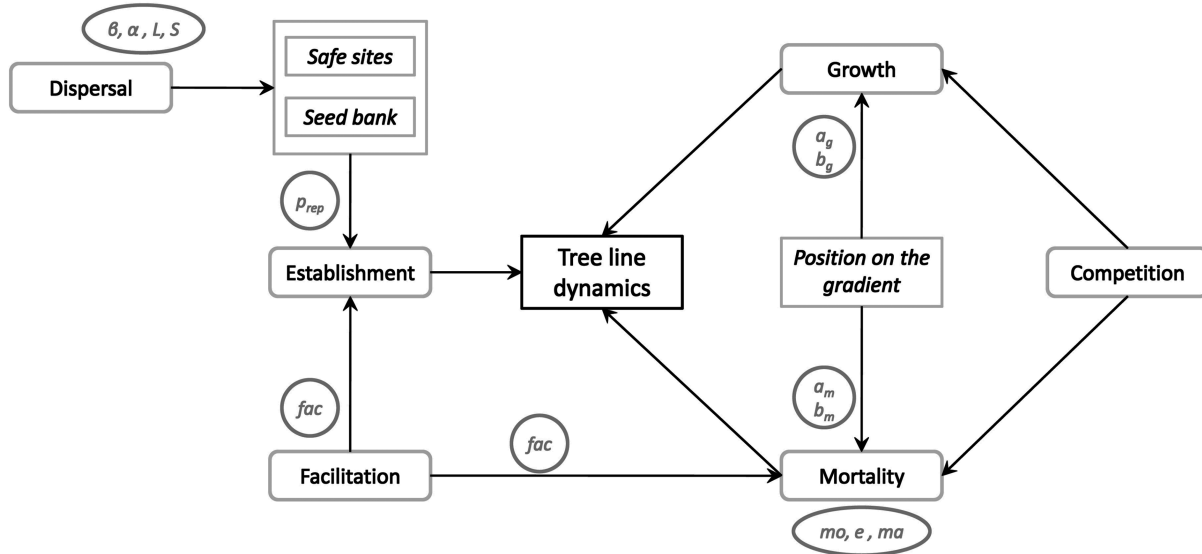 β, α , L, S
Dispersal
Safe sites
Seed bank
Growth
a_g
b_g
p_rep
Establishment
Tree line
dynamics
Position on the
gradient
Competition
a_m
b_m
fac
fac
Facilitation
Mortality
mo, e , ma